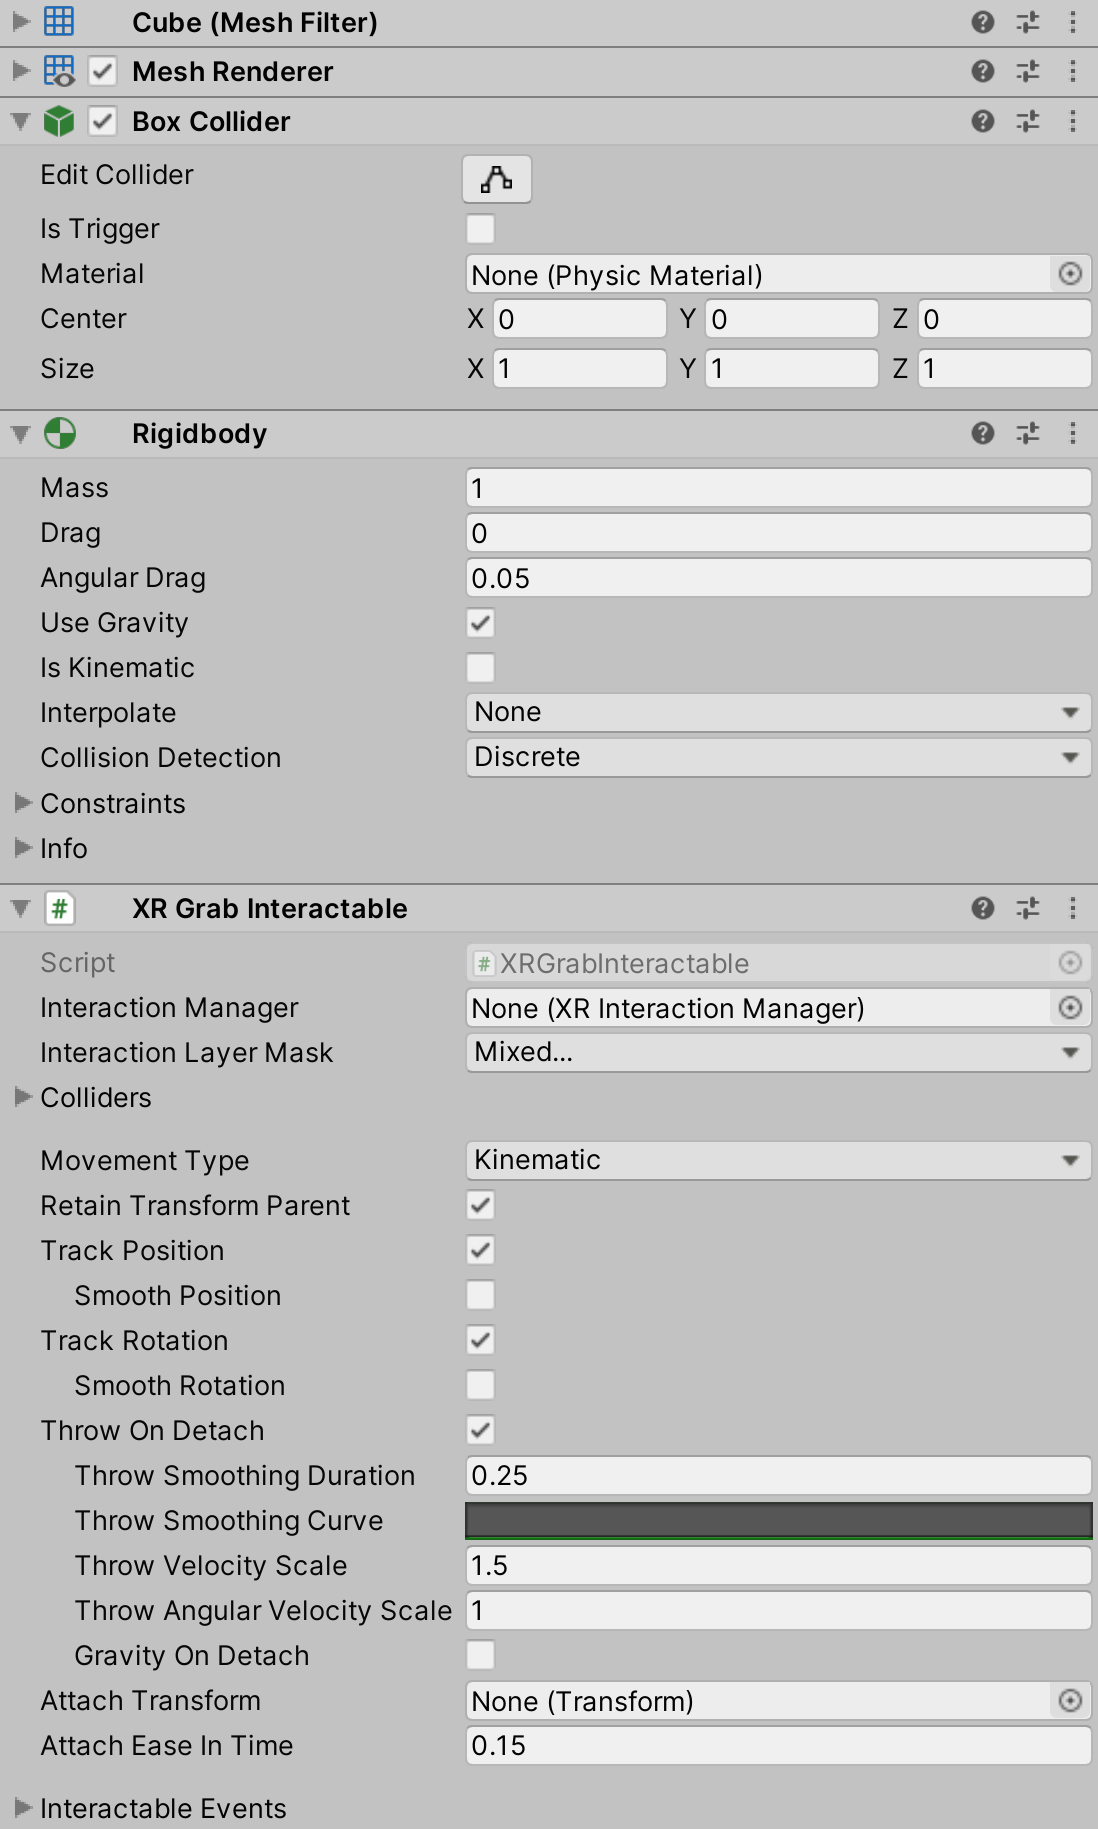 Cube (Mesh Filter)
Mesh Renderer
Box Collider
Edit Collider
Is Trigger
Material None (Physic Material)
Center X 0 Y 0 Z 0
Size X 1 Y 1 Z 1
Rigidbody
Mass 1
Drag 0
Angular Drag 0.05
Use Gravity
Is Kinematic
Interpolate None
Collision Detection Discrete
Constraints
Info
# XR Grab Interactable
Script # XRGrabInteractable
Interaction Manager None (XR Interaction Manager)
Interaction Layer Mask Mixed...
Colliders
Movement Type Kinematic
Retain Transform Parent
Track Position
Smooth Position
Track Rotation
Smooth Rotation
Throw On Detach
Throw Smoothing Duration 0.25
Throw Smoothing Curve
Throw Velocity Scale 1.5
Throw Angular Velocity Scale 1
Gravity On Detach
Attach Transform None (Transform)
Attach Ease In Time 0.15
Interactable Events